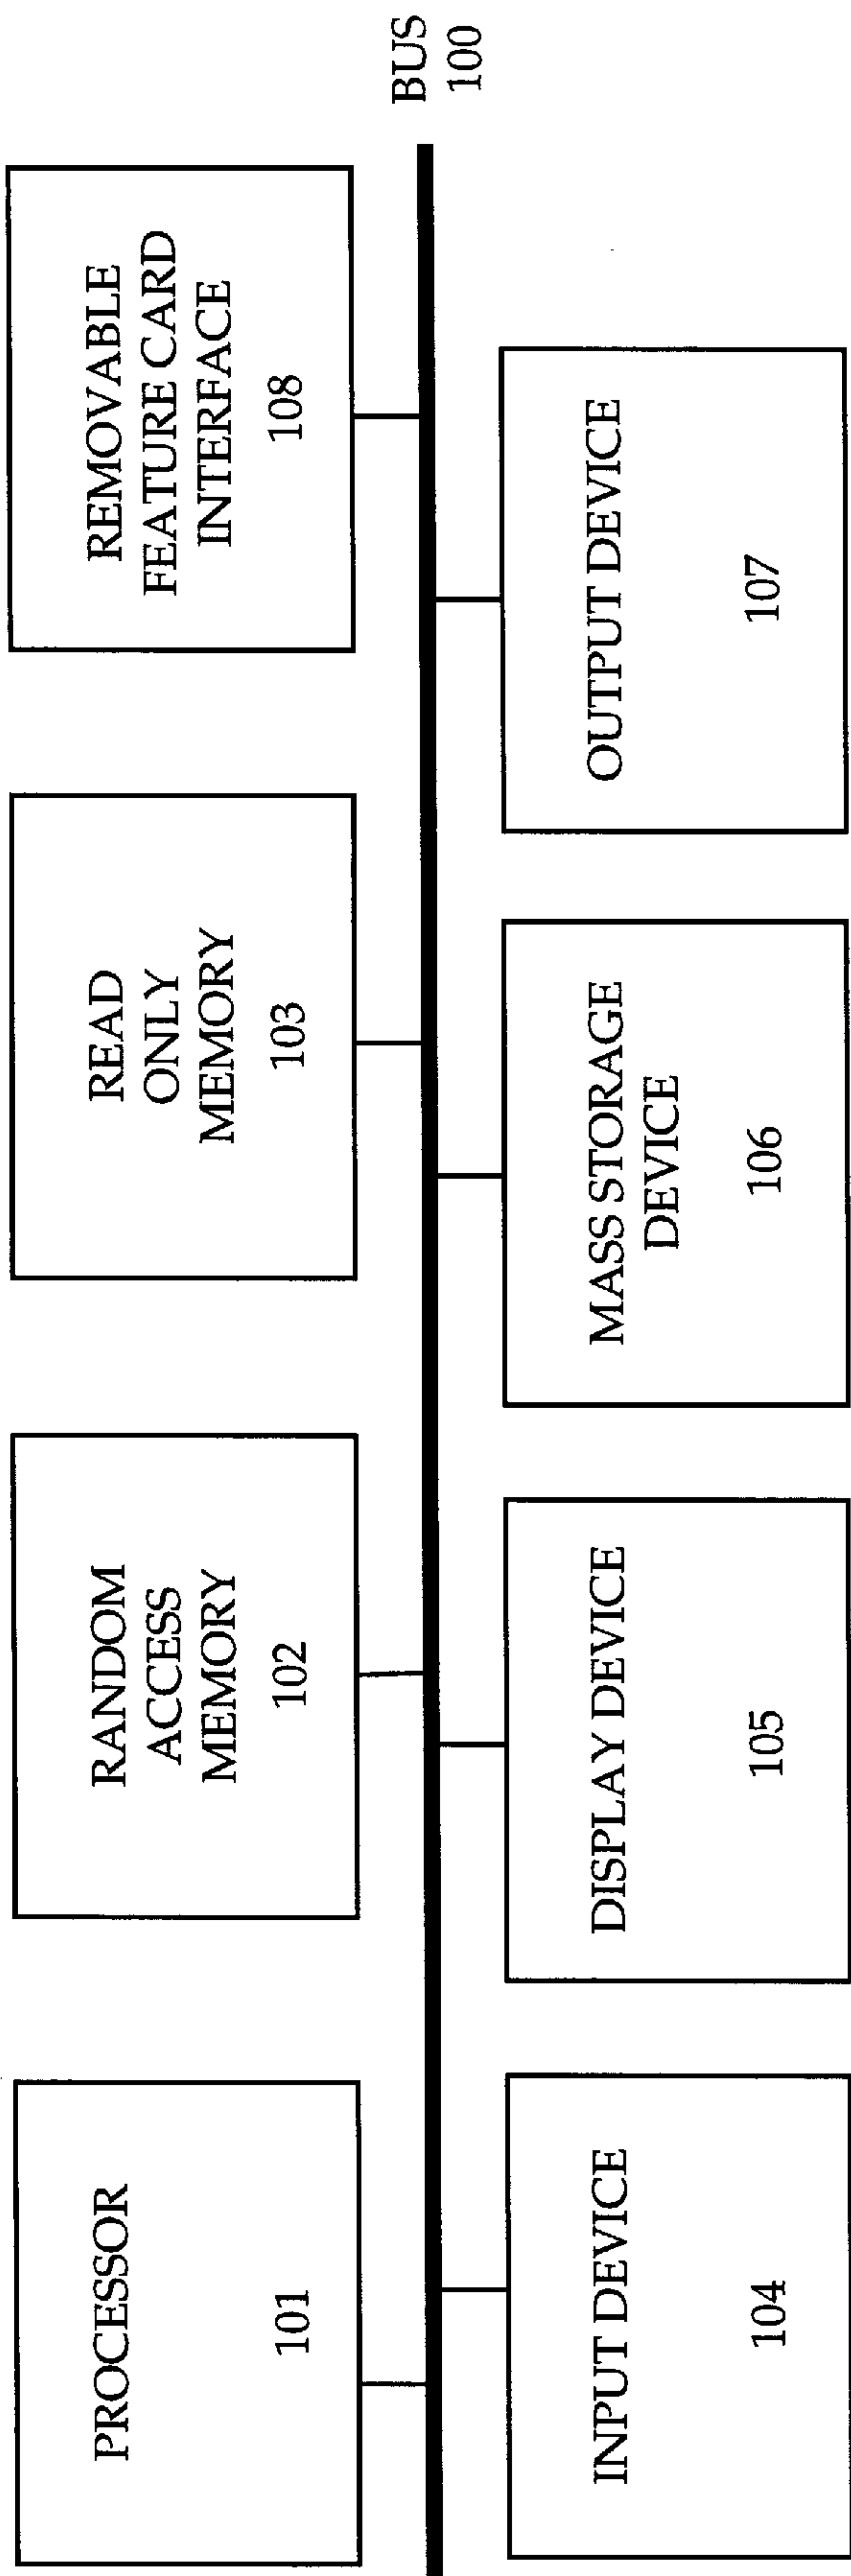 PROCESSOR
101
RANDOM
ACCESS
MEMORY
102
READ
ONLY
MEMORY
103
REMOVABLE
FEATURE CARD
INTERFACE
108
BUS
100
INPUT DEVICE
104
DISPLAY DEVICE
105
MASS STORAGE
DEVICE
106
OUTPUT DEVICE
107